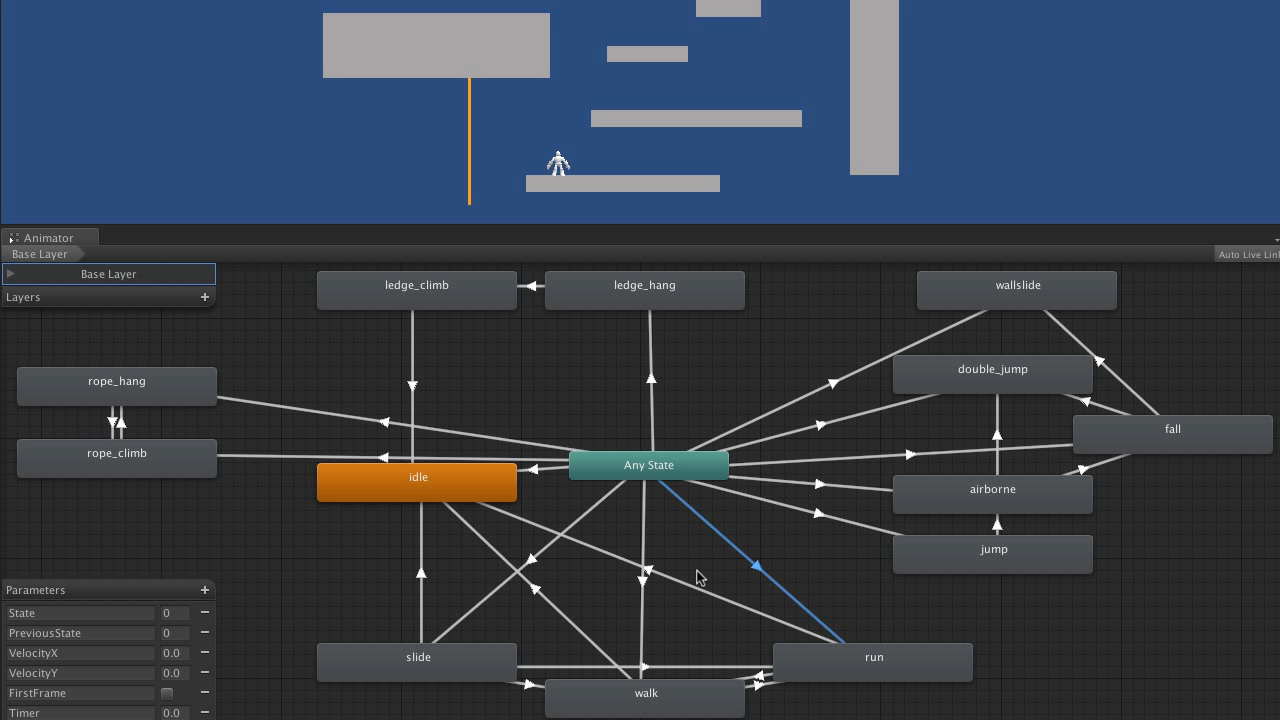 Animator
Base Layer
Auto Live Lin
Base Layer
Layers +
ledge_climb
ledge_hang
wallslide
rope_hang
double_jump
fall
rope_climb
Any State
idle
airborne
jump
Parameters +
State 0 −
PreviousState 0 −
VelocityX 0.0 −
VelocityY 0.0 −
FirstFrame −
Timer 0.0 −
slide
run
walk